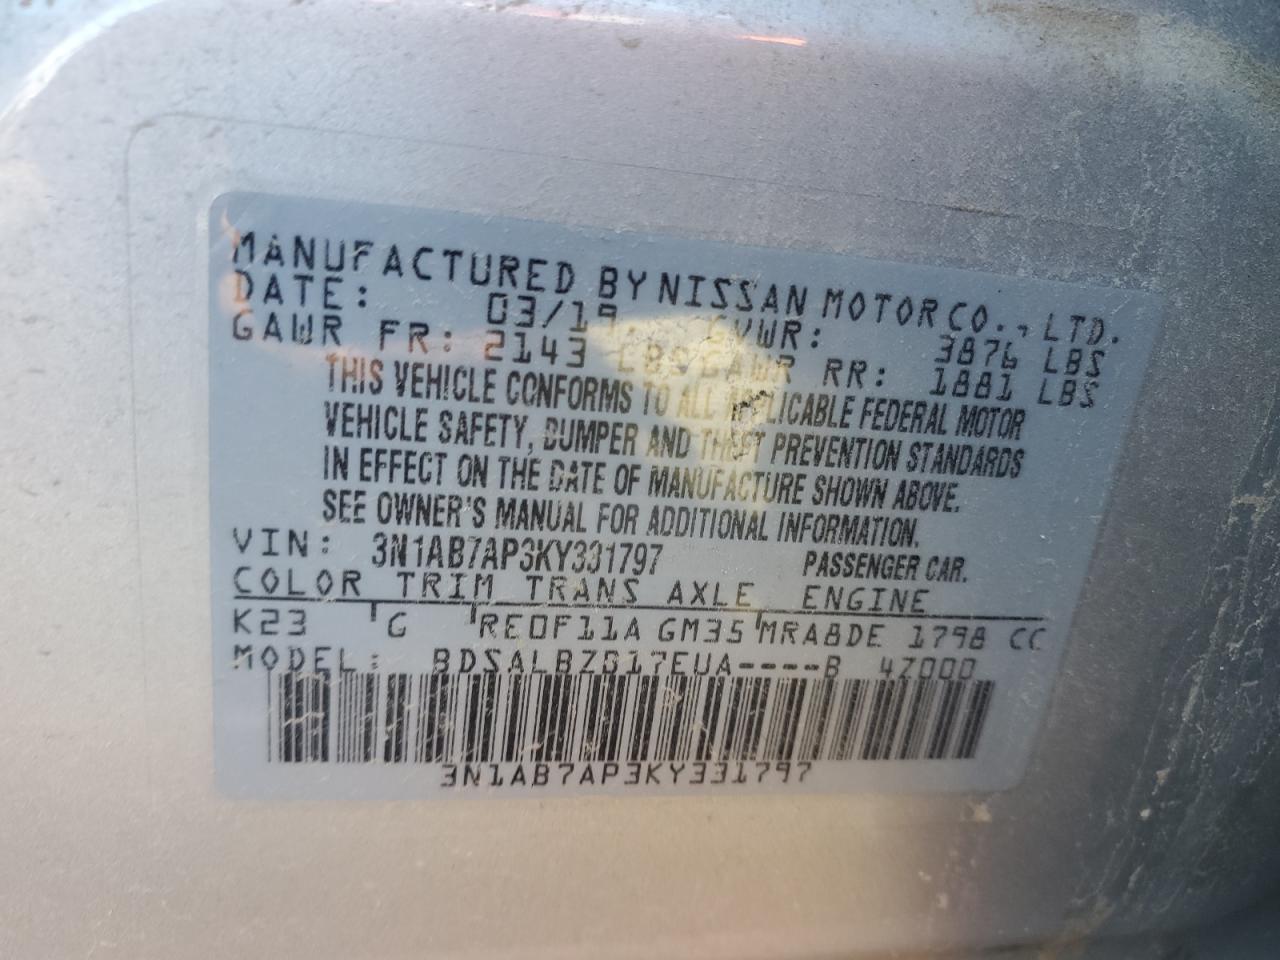 MANUFACTURED BY NISSAN MOTOR CO., LTD.
DATE: 03/19 GVWR: 3876 LBS
GAWR FR: 2143 LBS GAWR RR: 1881 LBS
THIS VEHICLE CONFORMS TO ALL APPLICABLE FEDERAL MOTOR
VEHICLE SAFETY, BUMPER AND THEFT PREVENTION STANDARDS
IN EFFECT ON THE DATE OF MANUFACTURE SHOWN ABOVE.
SEE OWNER'S MANUAL FOR ADDITIONAL INFORMATION.
VIN: 3N1AB7AP3KY331797 PASSENGER CAR.
COLOR TRIM TRANS AXLE ENGINE
K23 G RE0F11A GM35 MRA8DE 1798 CC
MODEL: BDSALBZB17EUA----B 4Z000
3N1AB7AP3KY331797